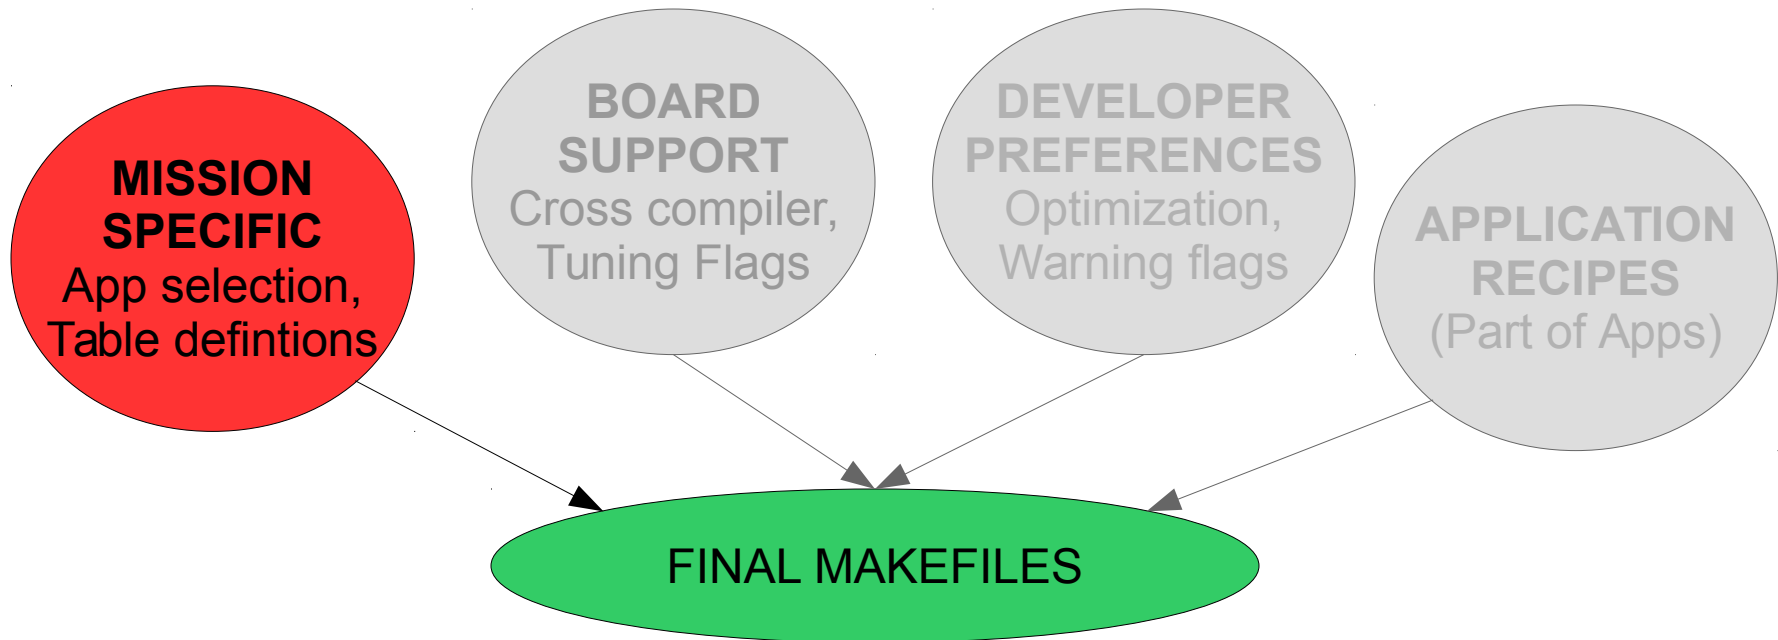 MISSION
SPECIFIC
App selection,
Table defintions
BOARD
SUPPORT
Cross compiler,
Tuning Flags
DEVELOPER
PREFERENCES
Optimization,
Warning flags
APPLICATION
RECIPES
(Part of Apps)
FINAL MAKEFILES